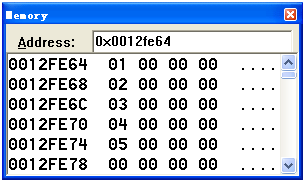 Memory
Address: 0x0012fe64
0012FE64 01 00 00 00 ....
0012FE68 02 00 00 00 ....
0012FE6C 03 00 00 00 ....
0012FE70 04 00 00 00 ....
0012FE74 05 00 00 00 ....
0012FE78 00 00 00 00 ....